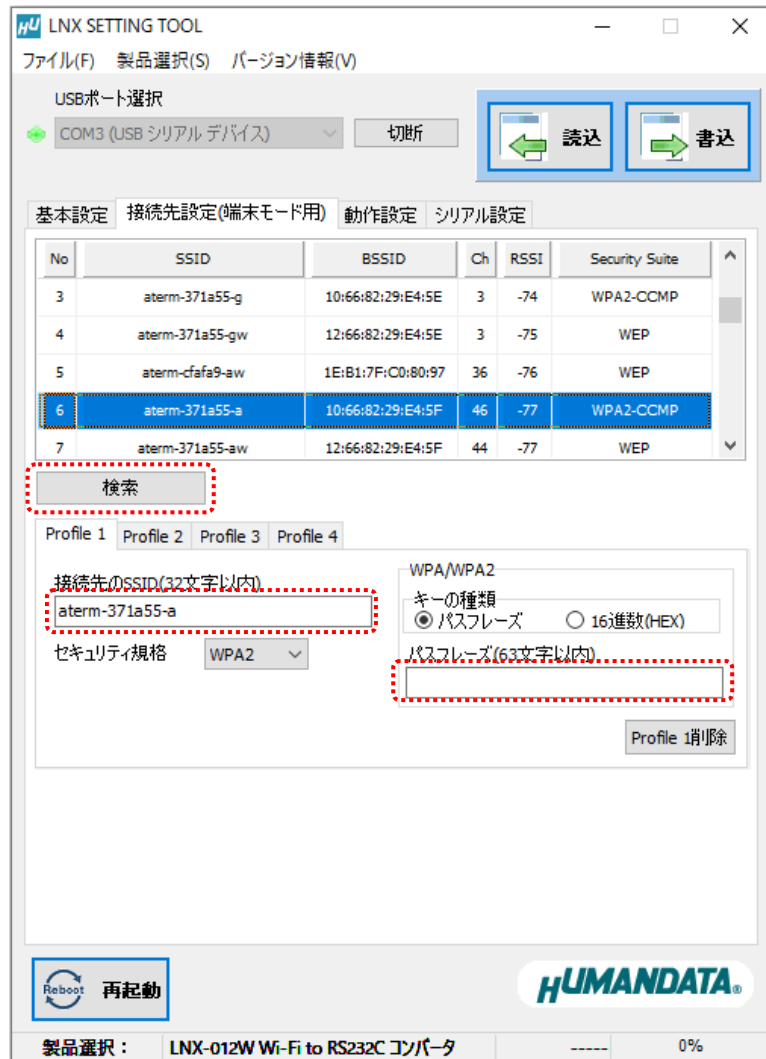 HU LNX SETTING TOOL
ファイル(F) 製品選択(S) バージョン情報(V)
USBポート選択
COM3 (USB シリアル デバイス) 切断 読込 書込
基本設定 接続先設定(端末モード用) 動作設定 シリアル設定
No SSID BSSID Ch RSSI Security Suite
3 aterm-371a55-g 10:66:82:29:E4:5E 3 -74 WPA2-CCMP
4 aterm-371a55-gw 12:66:82:29:E4:5E 3 -75 WEP
5 aterm-cfafa9-aw 1E:B1:7F:C0:80:97 36 -76 WEP
6 aterm-371a55-a 10:66:82:29:E4:5F 46 -77 WPA2-CCMP
7 aterm-371a55-aw 12:66:82:29:E4:5F 44 -77 WEP
検索
Profile 1 Profile 2 Profile 3 Profile 4
接続先のSSID(32文字以内)
aterm-371a55-a
セキュリティ規格 WPA2
WPA/WPA2
キーの種類
パスフレーズ 16進数(HEX)
パスフレーズ(63文字以内)
Profile 1削除
Reboot 再起動 HUMANDATA®
製品選択： LNX-012W Wi-Fi to RS232C コンバータ ----- 0%